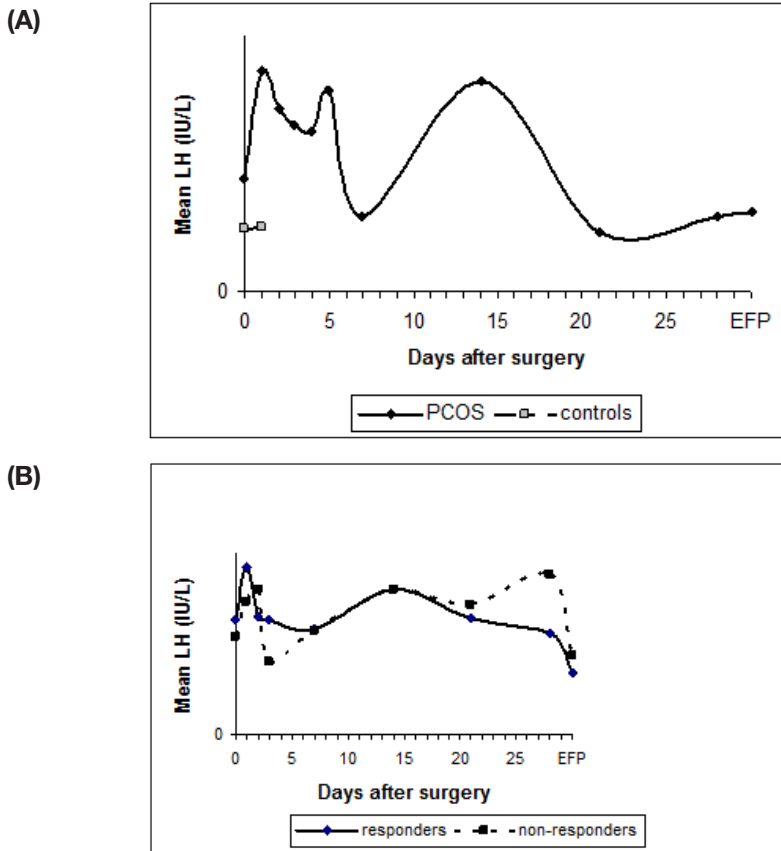 (A)
Mean LH (IU/L)
0
0 5 10 15 20 25 EFP
Days after surgery
PCOS controls
(B)
Mean LH (IU/L)
0
0 5 10 15 20 25 EFP
Days after surgery
responders non-responders